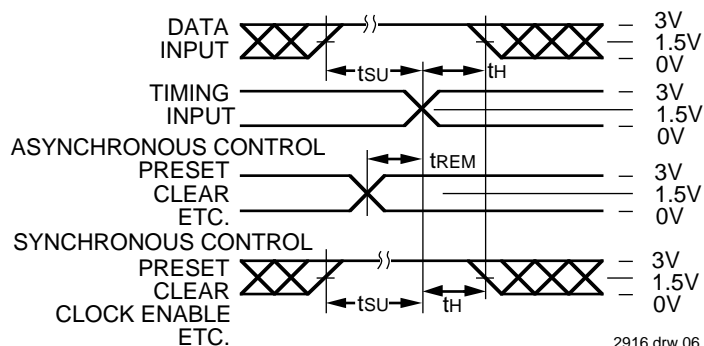 DATA
INPUT
3V
1.5V
0V
tSU
tH
TIMING
INPUT
3V
1.5V
0V
ASYNCHRONOUS CONTROL
PRESET
CLEAR
ETC.
tREM
3V
1.5V
0V
SYNCHRONOUS CONTROL
PRESET
CLEAR
CLOCK ENABLE
ETC.
tSU
tH
3V
1.5V
0V
2916 drw 06